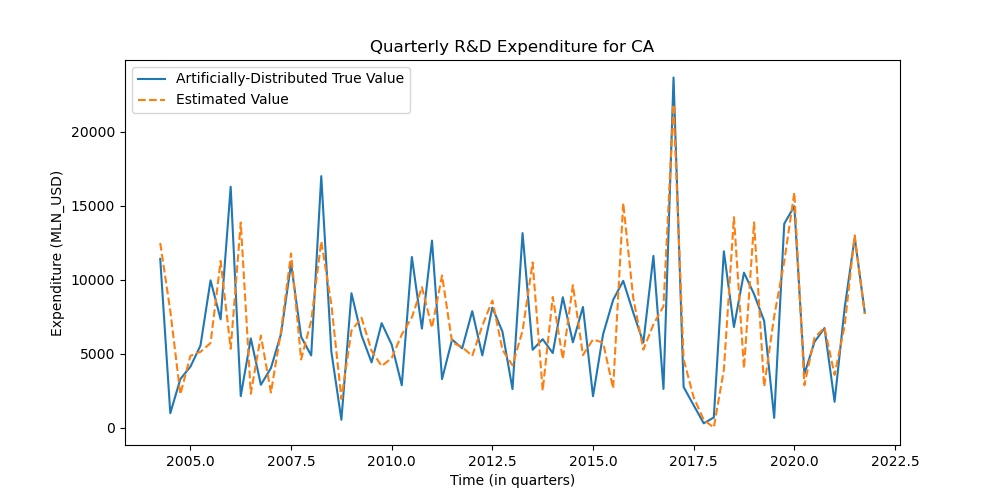 Quarterly R&D Expenditure for CA
Artificially-Distributed True Value
Estimated Value
Expenditure (MLN_USD)
20000
15000
10000
5000
0
2005.0 2007.5 2010.0 2012.5 2015.0 2017.5 2020.0 2022.5
Time (in quarters)